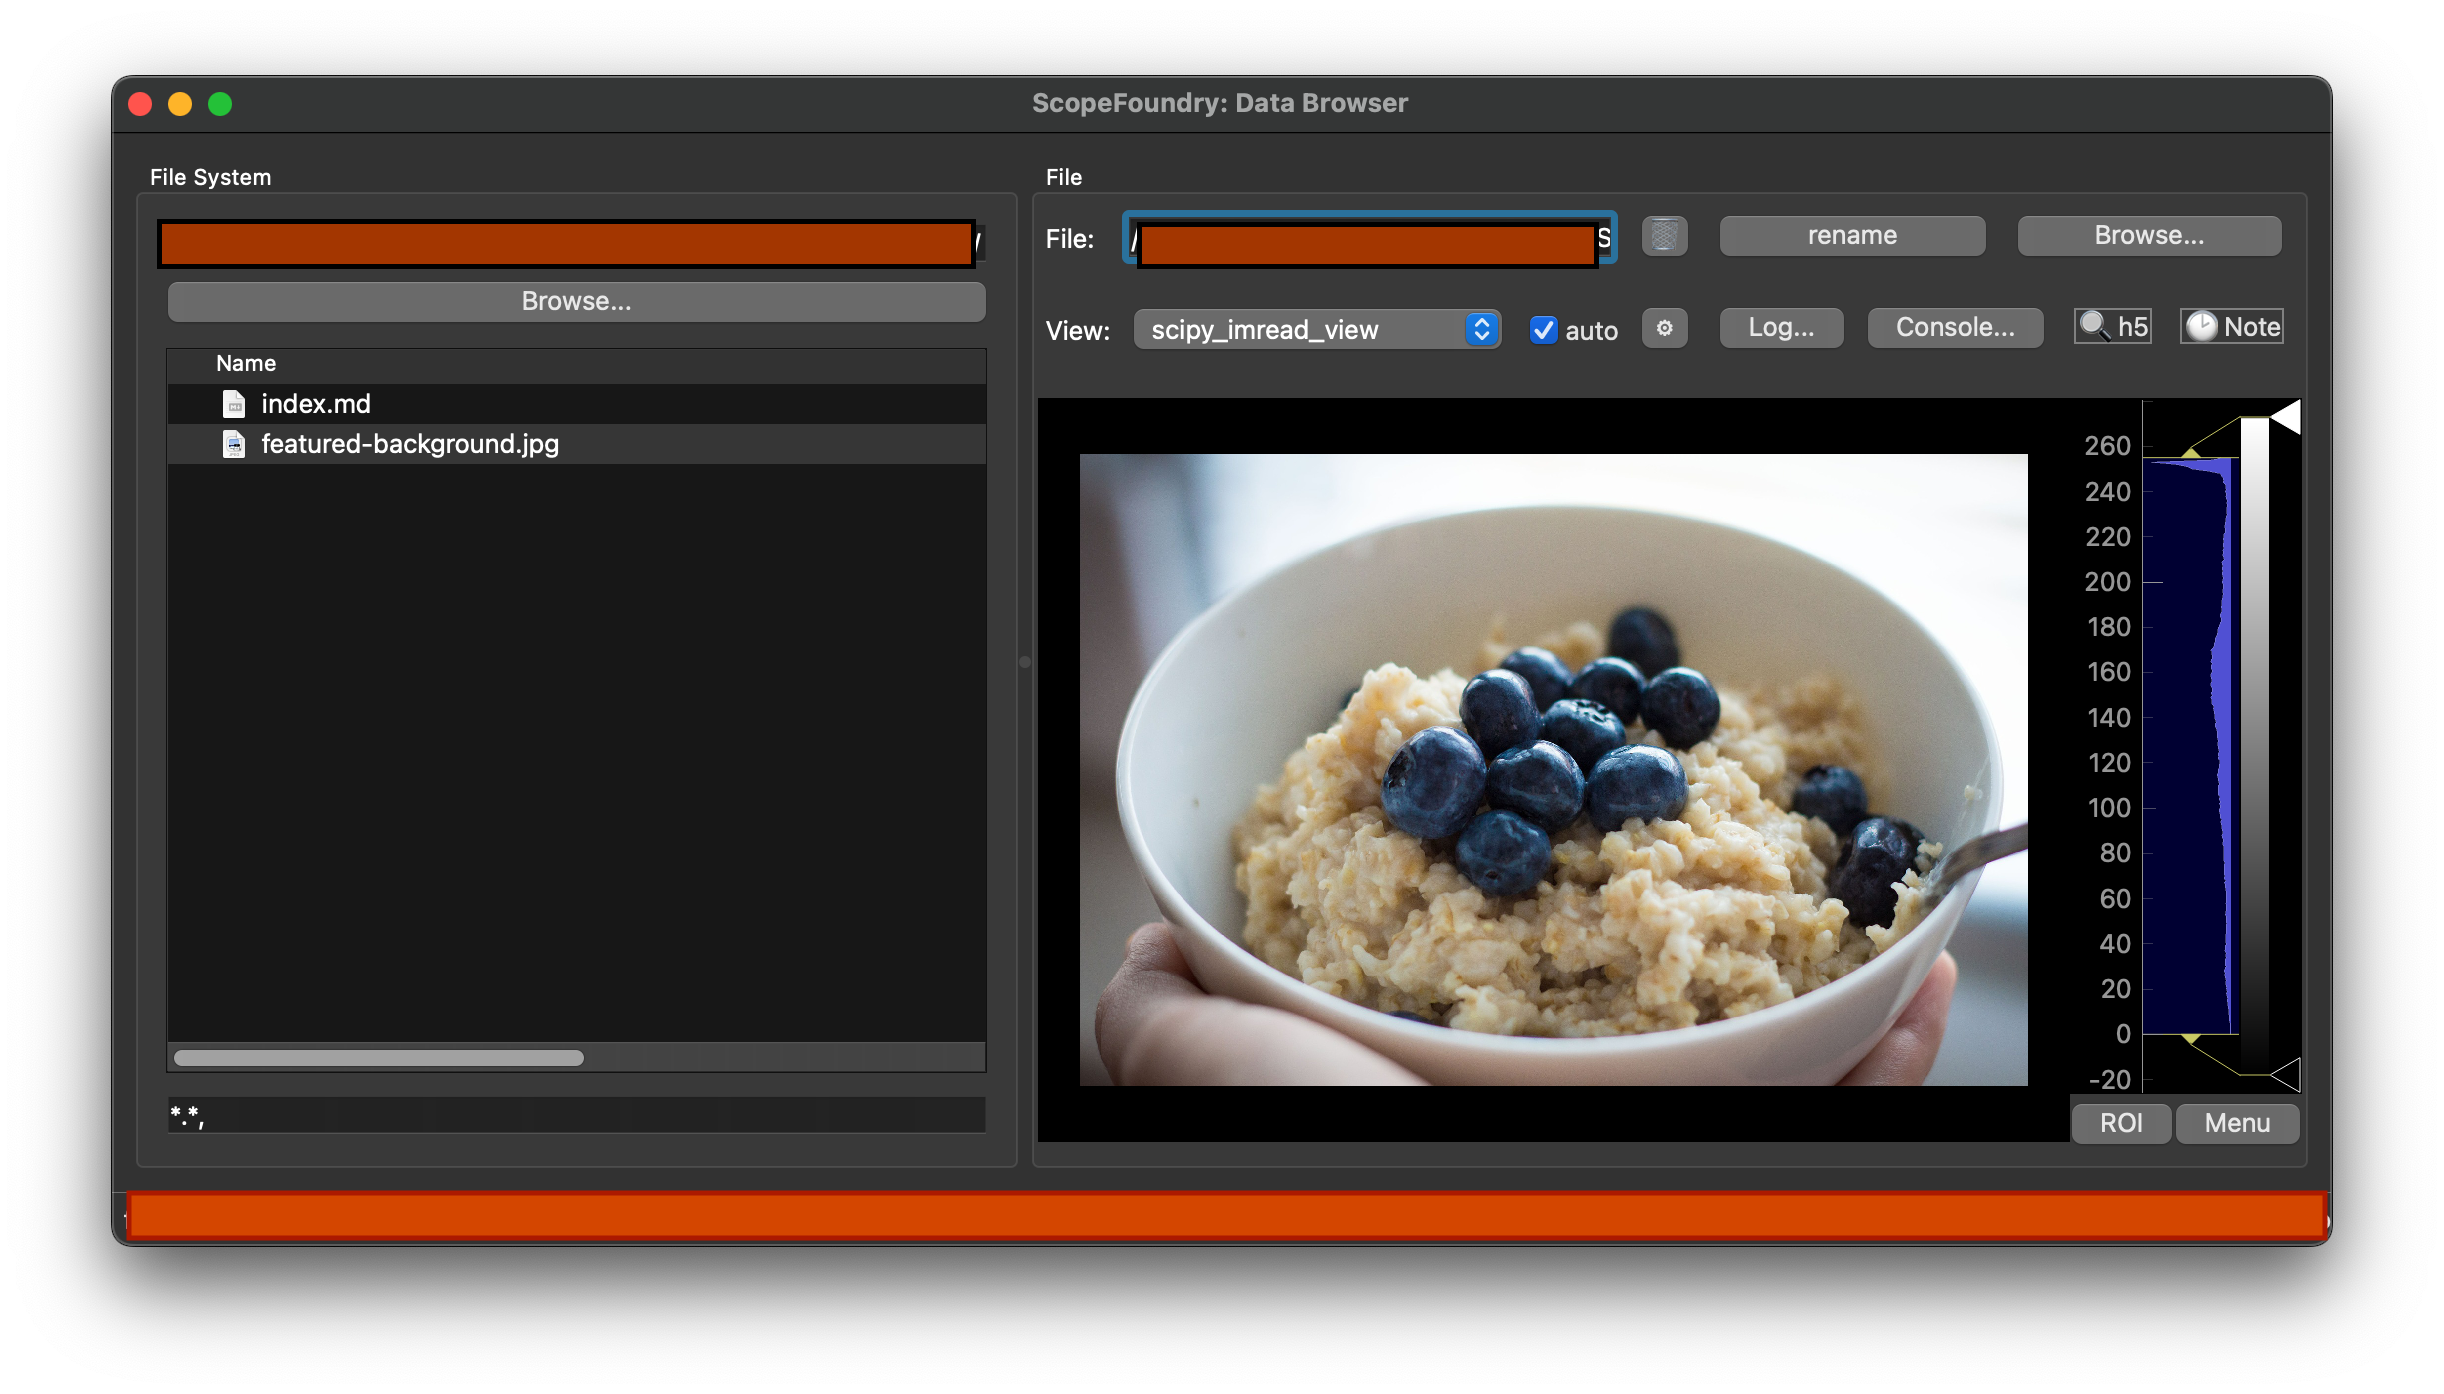 ScopeFoundry: Data Browser
File System
Browse...
Name
index.md
featured-background.jpg
*.*,
File
File:
rename
Browse...
View:
scipy_imread_view
auto
Log...
Console...
h5
Note
260
240
220
200
180
160
140
120
100
80
60
40
20
0
-20
ROI
Menu